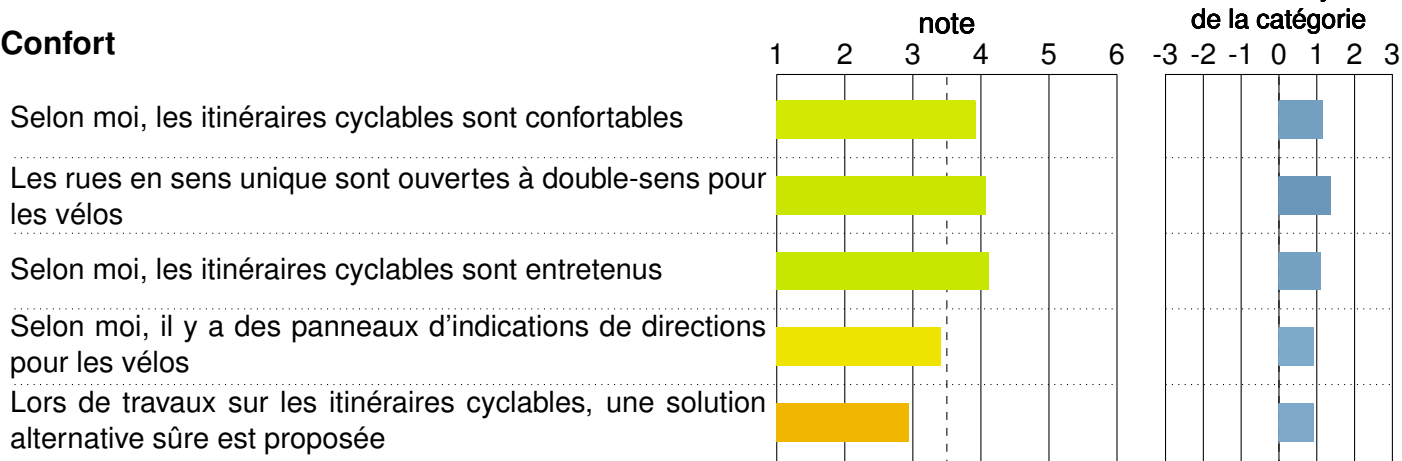 Confort
note
de la catégorie
1 2 3 4 5 6
-3 -2 -1 0 1 2 3
Selon moi, les itinéraires cyclables sont confortables
Les rues en sens unique sont ouvertes à double-sens pour
les vélos
Selon moi, les itinéraires cyclables sont entretenus
Selon moi, il y a des panneaux d'indications de directions
pour les vélos
Lors de travaux sur les itinéraires cyclables, une solution
alternative sûre est proposée